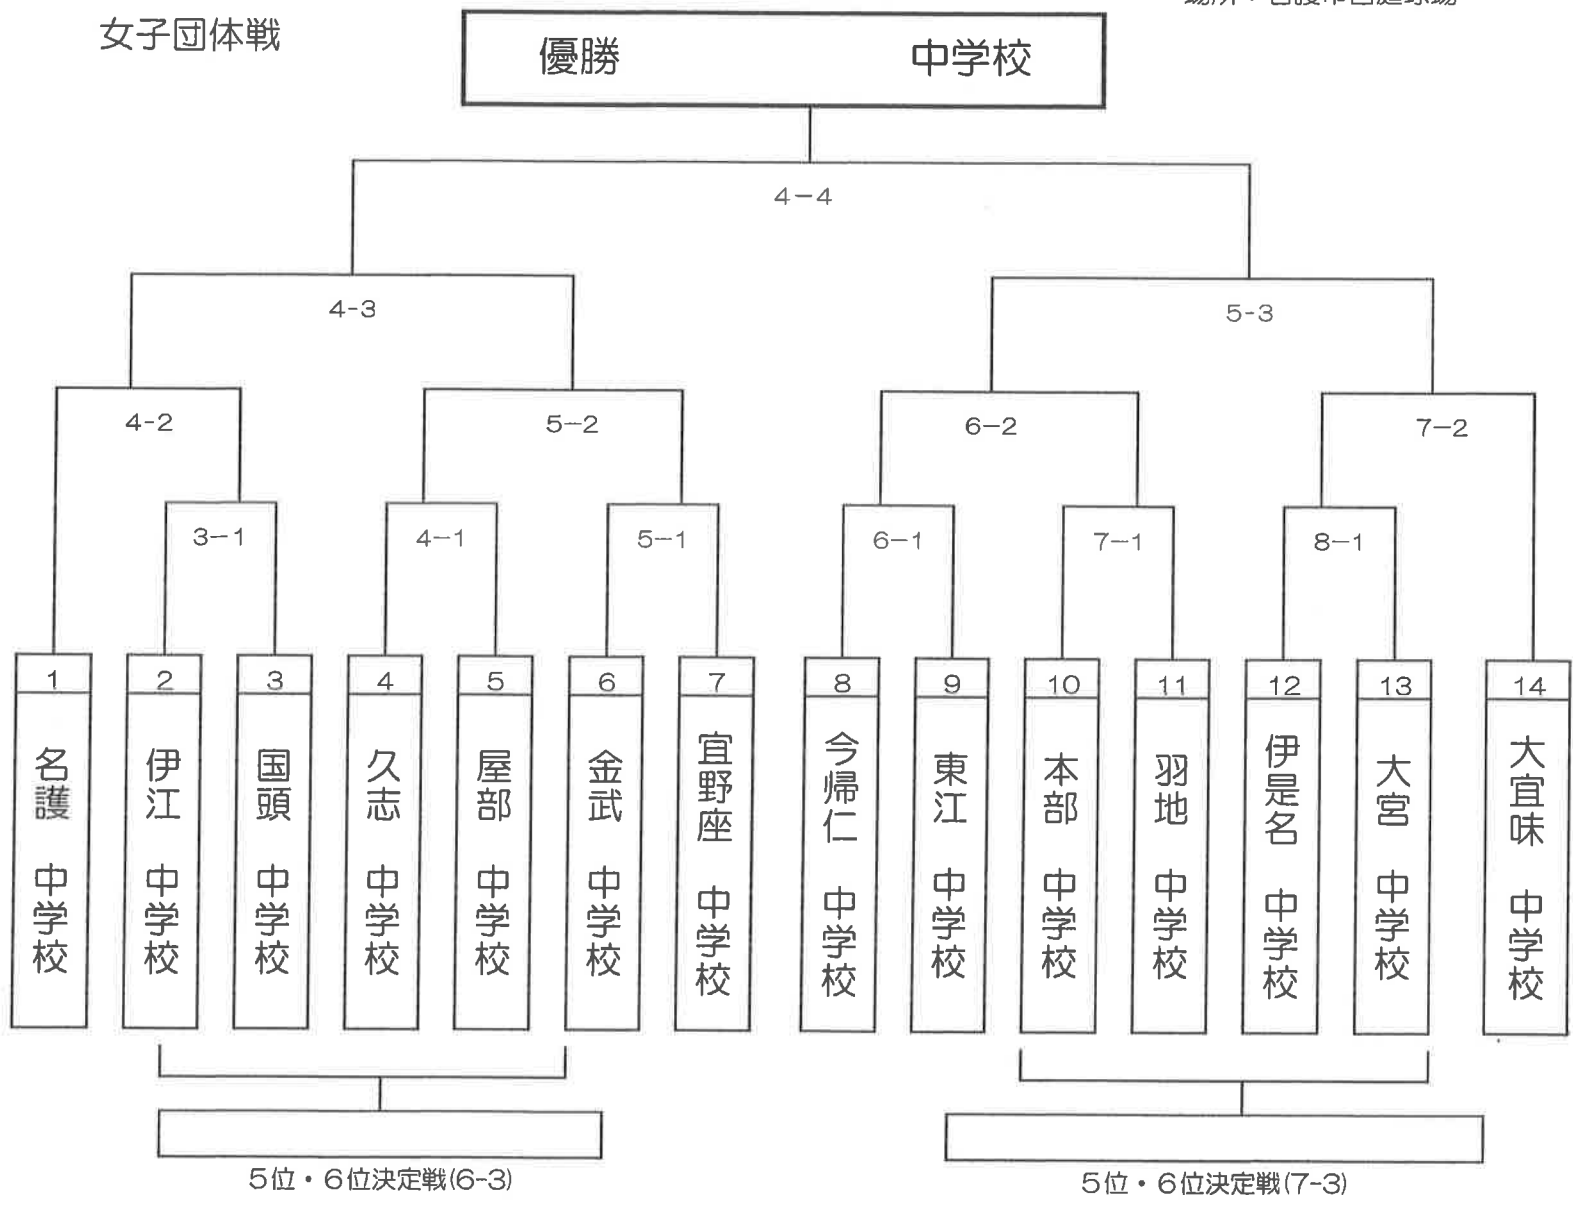 女子団体戦
優勝　　　中学校
4－4
4-3
5-3
4-2
5－2
6－2
7－2
3－1
4－1
5－1
6－1
7－1
8－1
1
2
3
4
5
6
7
8
9
10
11
12
13
14
名護　中学校
伊江　中学校
国頭　中学校
久志　中学校
屋部　中学校
金武　中学校
宜野座　中学校
今帰仁　中学校
東江　中学校
本部　中学校
羽地　中学校
伊是名　中学校
大宮　中学校
大宜味　中学校
5位・6位決定戦(6-3)
5位・6位決定戦(7-3)